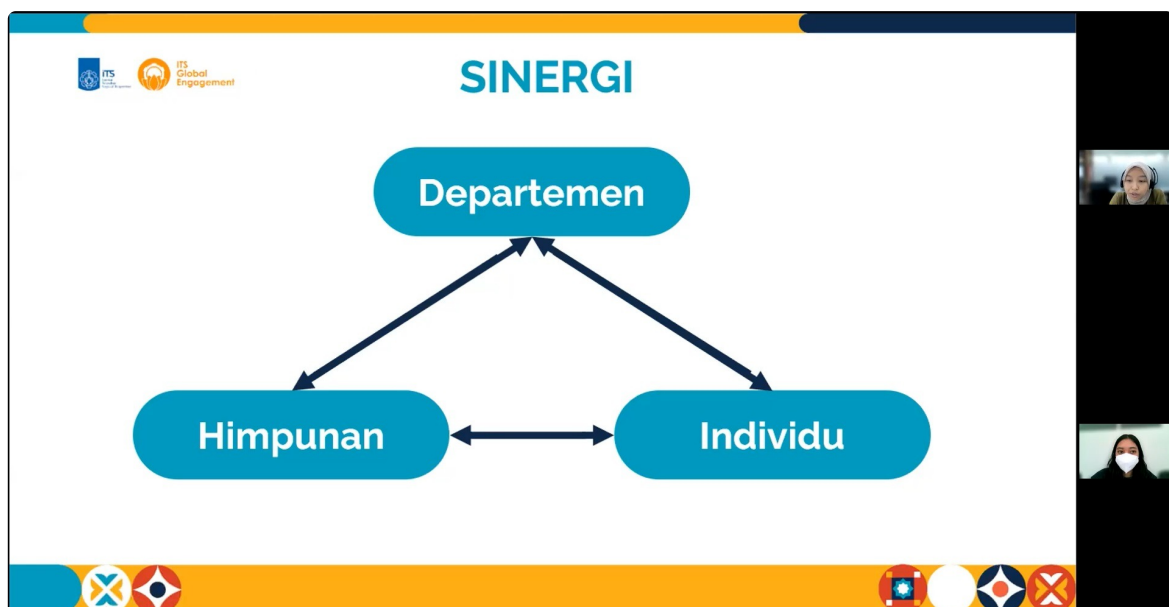 ITS
ITS
Global
Engagement
SINERGI
Departemen
Himpunan
Individu